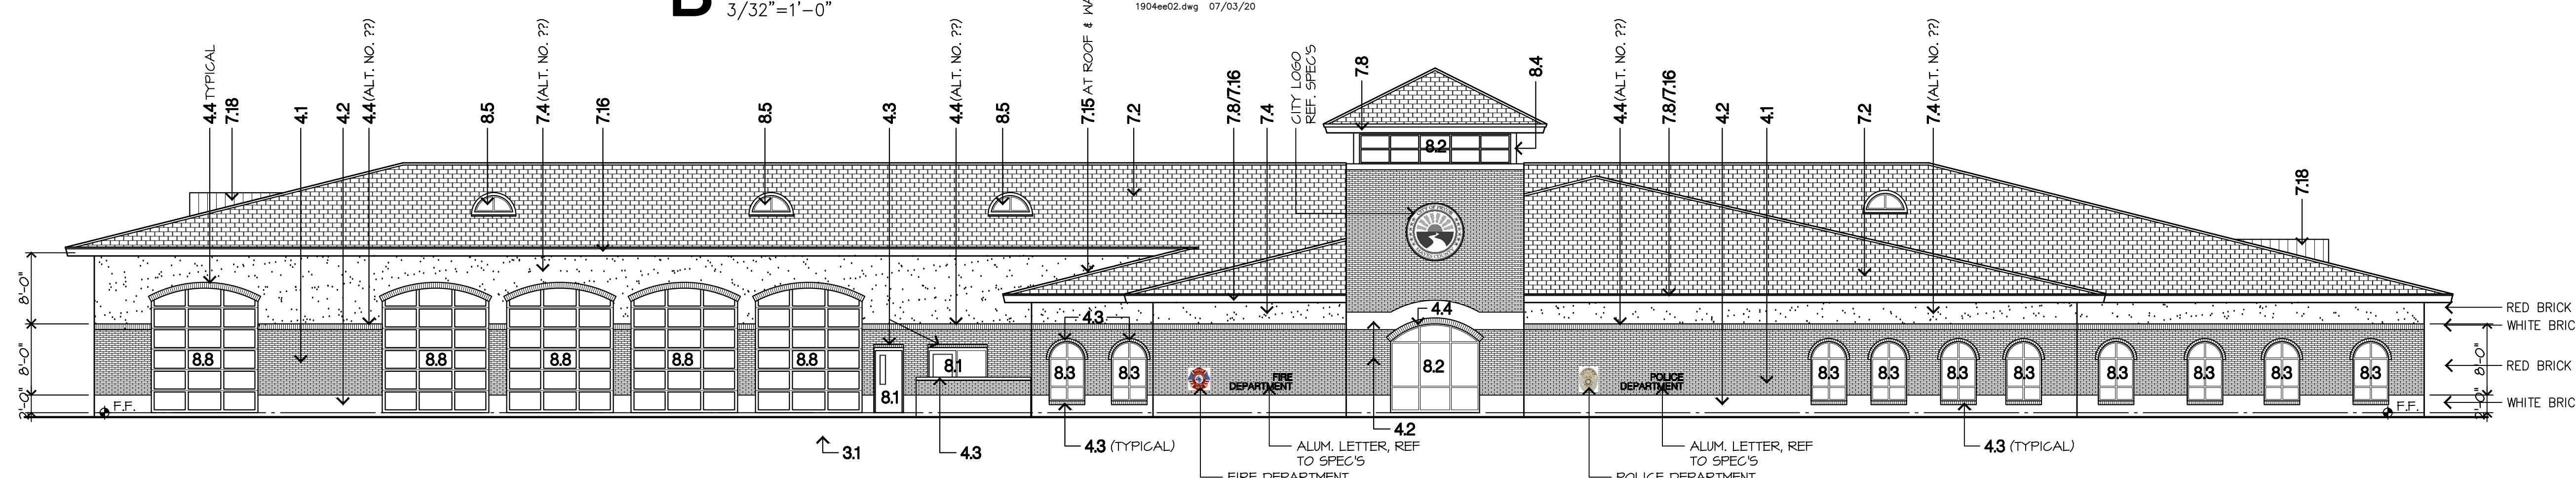 B
3/32"=1'-0"
1904ee02.dwg 07/03/20
4.4 TYPICAL
7.18
4.1
4.2
4.4 (ALT. NO. ??)
8.5
7.4 (ALT. NO. ??)
7.16
8.5
4.3
4.4 (ALT. NO. ??)
8.5
7.15 AT ROOF &
7.2
7.8/7.16
7.4
CITY LOGO
REF. SPEC'S
7.8
8.4
4.4 (ALT. NO. ??)
7.8/7.16
4.2
4.1
7.2
7.4 (ALT. NO. ??)
7.18
8.2
8'-0"
8'-0"
2'-0"
F.F.
8.8
8.8
8.8
8.8
8.8
8.1
8.1
4.3
8.3
8.3
FIRE
DEPARTMENT
4.4
8.2
POLICE
DEPARTMENT
8.3
8.3
8.3
8.3
8.3
8.3
8.3
8.3
F.F.
8'-0"
2'-0"
RED BRICK
WHITE BRIC
RED BRICK
WHITE BRIC
3.1
4.3
4.3 (TYPICAL)
ALUM. LETTER, REF
TO SPEC'S
FIRE DEPARTMENT
4.2
ALUM. LETTER, REF
TO SPEC'S
POLICE DEPARTMENT
4.3 (TYPICAL)